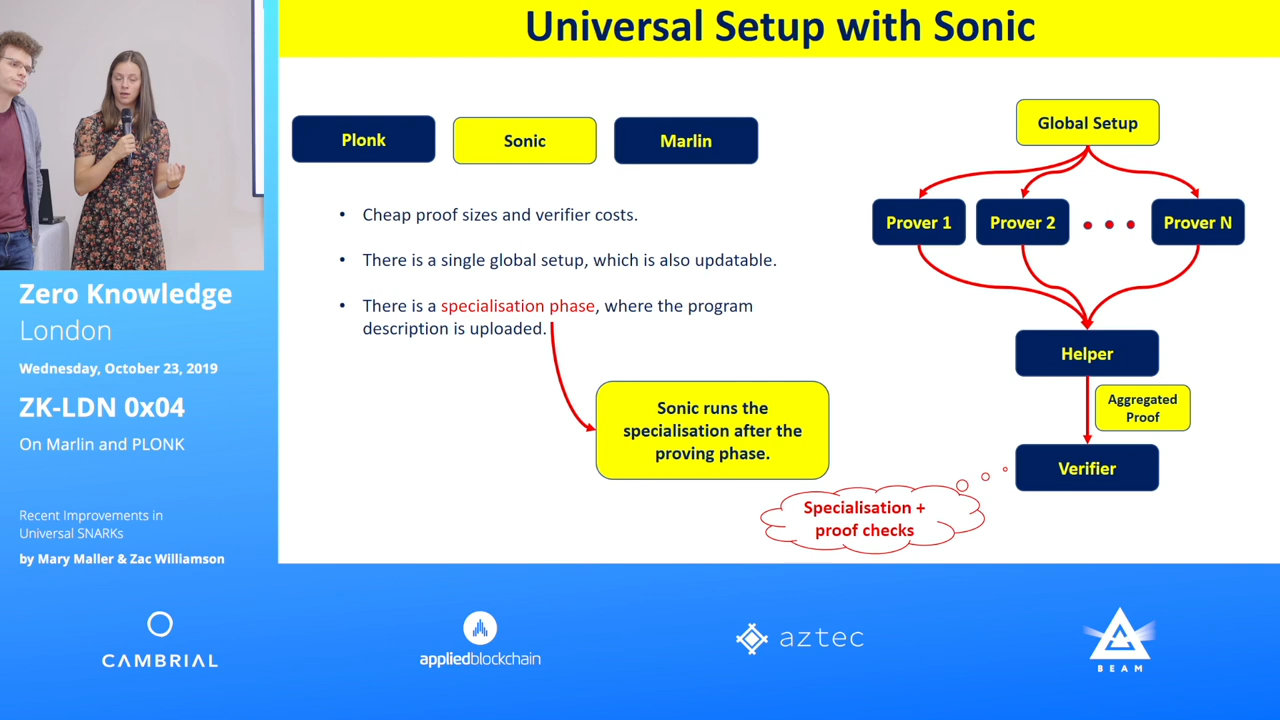 Universal Setup with Sonic
Plonk
Sonic
Marlin
• Cheap proof sizes and verifier costs.
• There is a single global setup, which is also updatable.
• There is a specialisation phase, where the program
description is uploaded.
Sonic runs the
specialisation after the
proving phase.
Global Setup
Prover 1
Prover 2
Prover N
Helper
Aggregated
Proof
Verifier
Specialisation +
proof checks
Zero Knowledge
London
Wednesday, October 23, 2019
ZK-LDN 0x04
On Marlin and PLONK
Recent Improvements in
Universal SNARKs
by Mary Maller & Zac Williamson
CAMBRIAL
appliedblockchain
aztec
BEAM